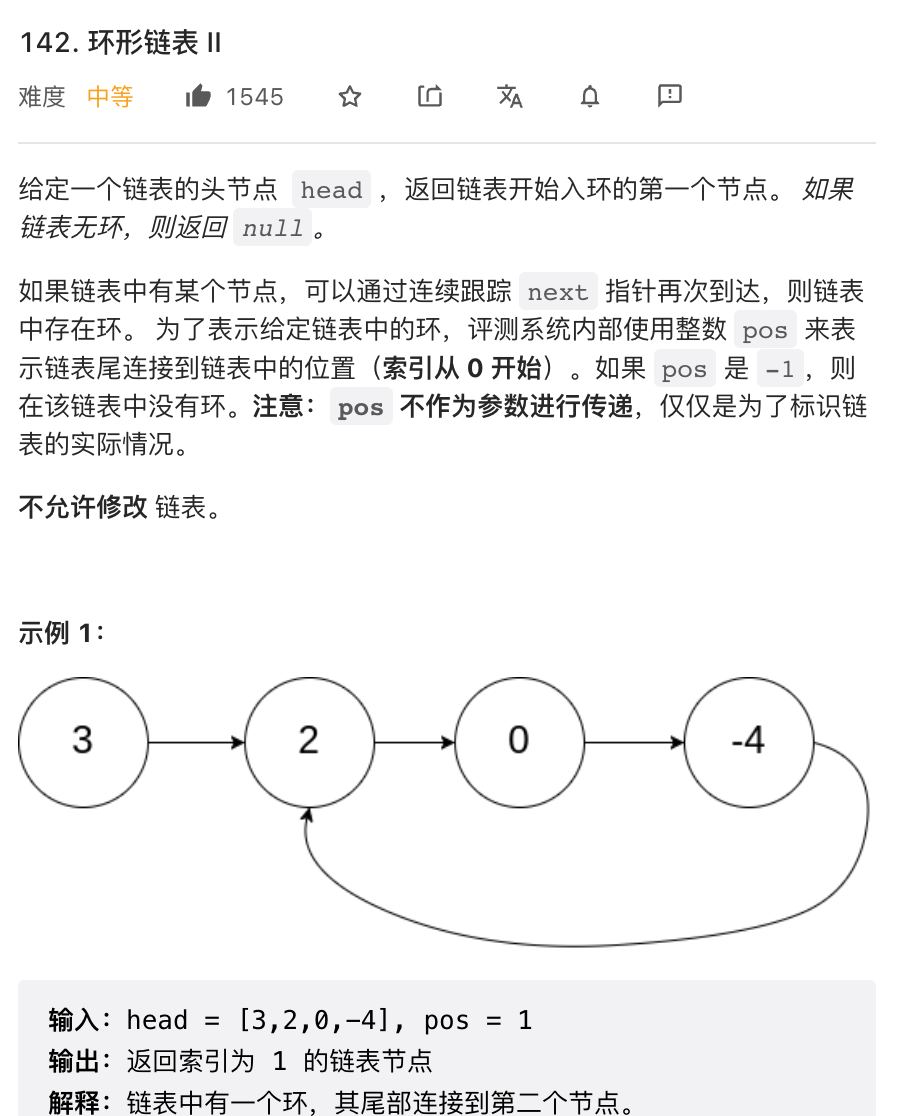 142. 环形链表 II
难度 中等 1545
给定一个链表的头节点 head ，返回链表开始入环的第一个节点。 如果
链表无环，则返回 null。
如果链表中有某个节点，可以通过连续跟踪 next 指针再次到达，则链表
中存在环。 为了表示给定链表中的环，评测系统内部使用整数 pos 来表
示链表尾连接到链表中的位置（索引从 0 开始）。如果 pos 是 -1，则
在该链表中没有环。注意：pos 不作为参数进行传递，仅仅是为了标识链
表的实际情况。
不允许修改 链表。
示例 1：
3 2 0 -4
输入：head = [3,2,0,-4], pos = 1
输出：返回索引为 1 的链表节点
解释：链表中有一个环，其尾部连接到第二个节点。